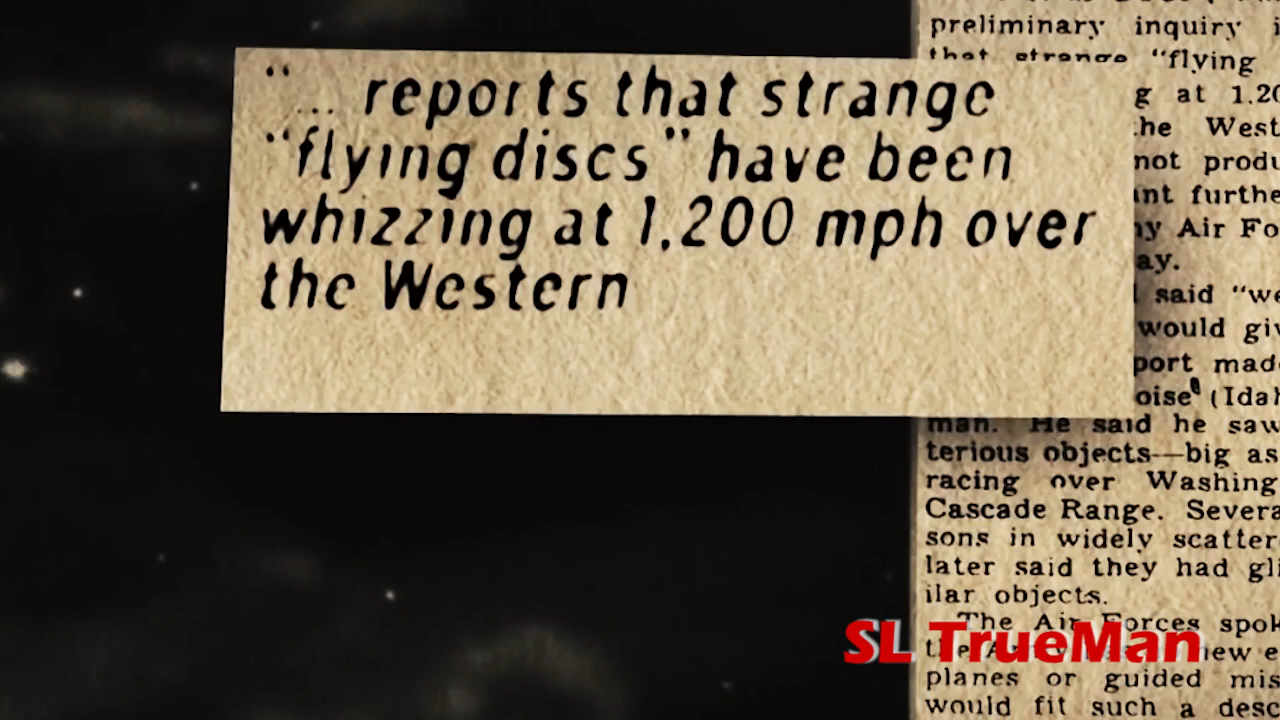 "... reports that strange
"flying discs" have been
whizzing at 1,200 mph over
the Western
preliminary inquiry
that strange "flying
g at 1.20
he West
not produ
nt furthe
y Air Fo
ay.
said "we
would giv
port mad
oise (Idah
man. He said he saw
terious objects—big as
racing over Washing
Cascade Range. Severa
sons in widely scatter
later said they had gli
ilar objects.
The Air Forces spok
new e
planes or guided mis
would fit such a desc
SL TrueMan